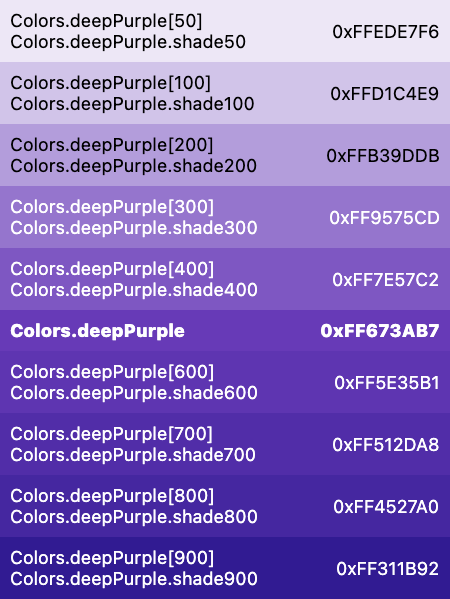 Colors.deepPurple[50]
Colors.deepPurple.shade50
0xFFEDE7F6
Colors.deepPurple[100]
Colors.deepPurple.shade100
0xFFD1C4E9
Colors.deepPurple[200]
Colors.deepPurple.shade200
0xFFB39DDB
Colors.deepPurple[300]
Colors.deepPurple.shade300
0xFF9575CD
Colors.deepPurple[400]
Colors.deepPurple.shade400
0xFF7E57C2
Colors.deepPurple 0xFF673AB7
Colors.deepPurple[600]
Colors.deepPurple.shade600
0xFF5E35B1
Colors.deepPurple[700]
Colors.deepPurple.shade700
0xFF512DA8
Colors.deepPurple[800]
Colors.deepPurple.shade800
0xFF4527A0
Colors.deepPurple[900]
Colors.deepPurple.shade900
0xFF311B92